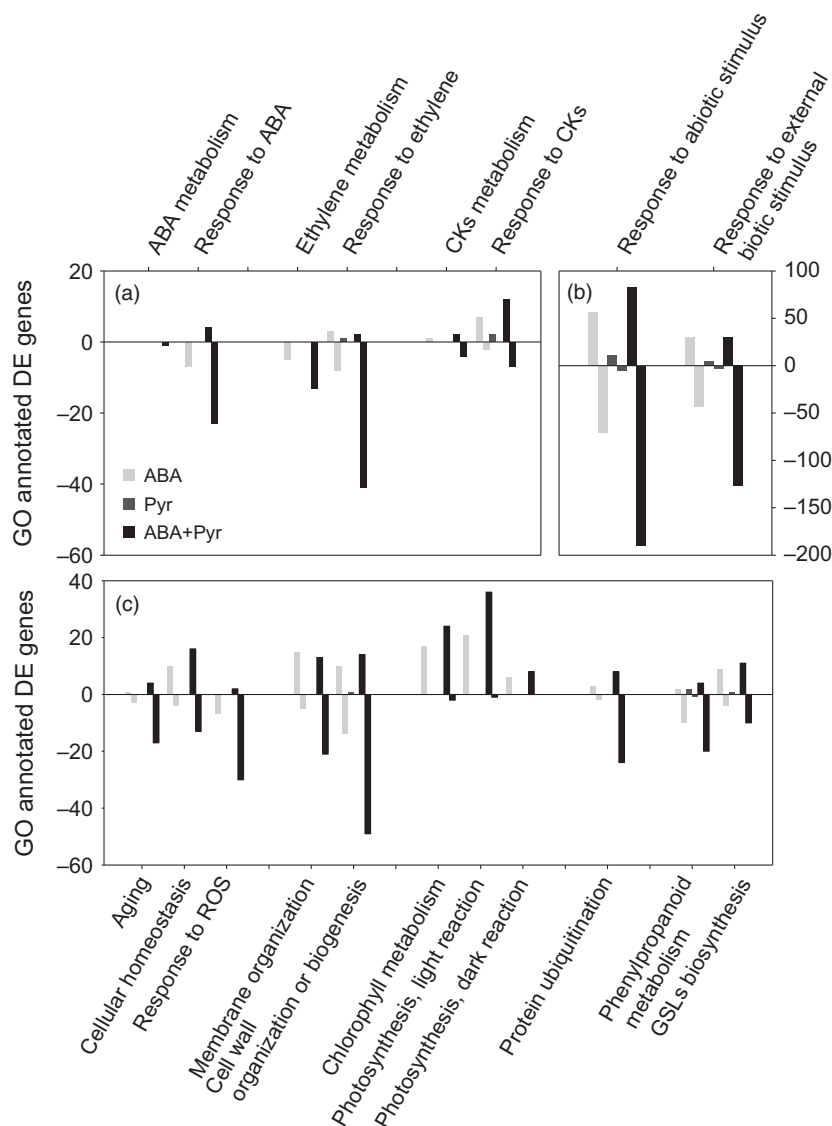 ABA metabolism
Response to ABA
Ethylene metabolism
Response to ethylene
CKs metabolism
Response to CKs
Response to abiotic stimulus
Response to external
biotic stimulus
GO annotated DE genes
20
0
−20
−40
−60
(a)
ABA
Pyr
ABA+Pyr
(b)
100
50
0
−50
−100
−150
−200
GO annotated DE genes
40
20
0
−20
−40
−60
(c)
Aging
Cellular homeostasis
Response to ROS
Membrane organization
Cell wall
organization or biogenesis
Chlorophyll metabolism
Photosynthesis, light reaction
Photosynthesis, dark reaction
Protein ubiquitination
Phenylpropanoid
metabolism
GSLs biosynthesis